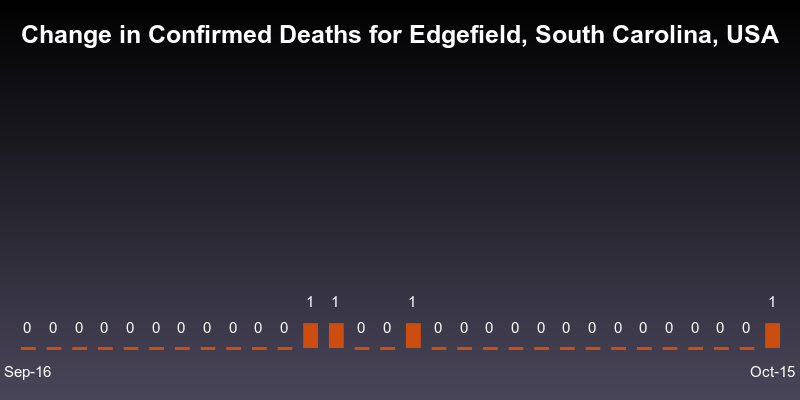 Change in Confirmed Deaths for Edgefield, South Carolina, USA
1 1 1 1
0 0 0 0 0 0 0 0 0 0 0 0 0 0 0 0 0 0 0 0 0 0 0 0 0 0
Sep-16 Oct-15